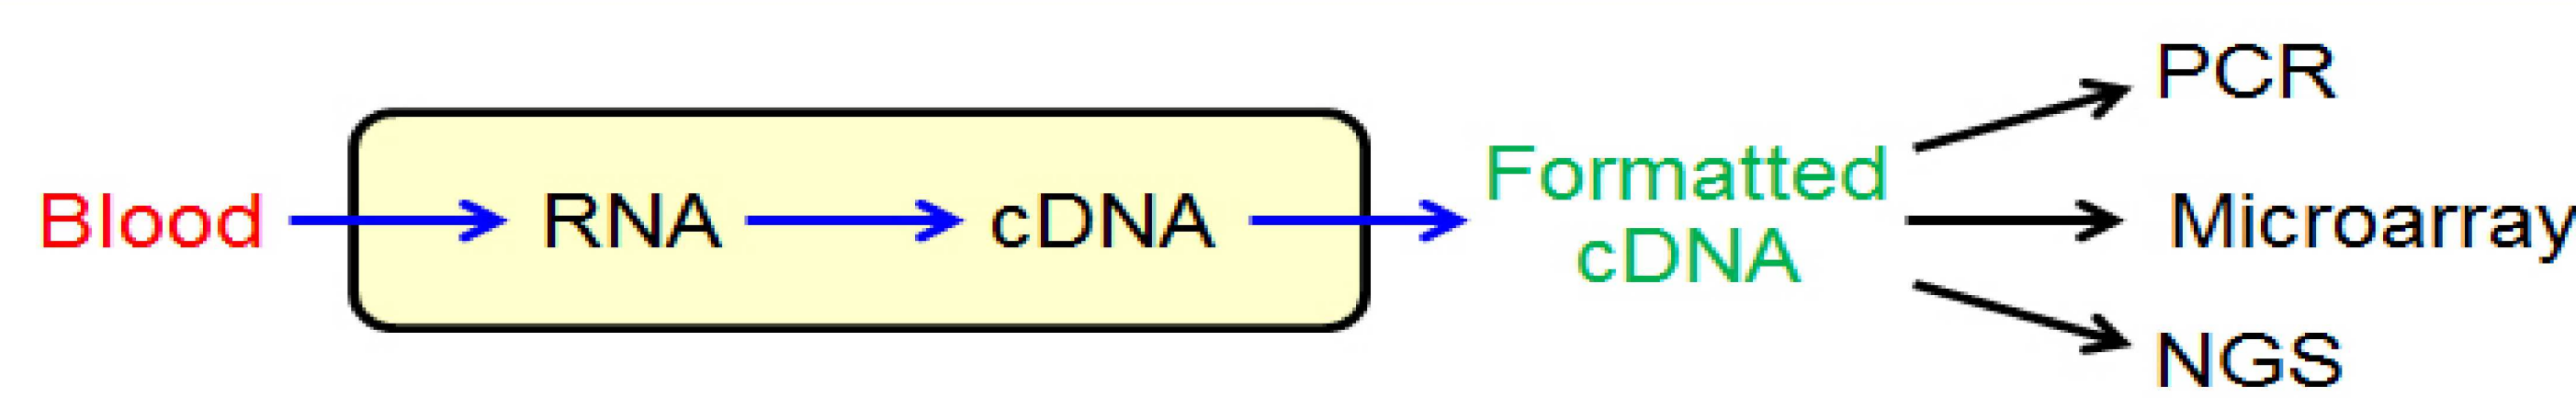 Blood
RNA
cDNA
Formatted
cDNA
PCR
Microarray
NGS